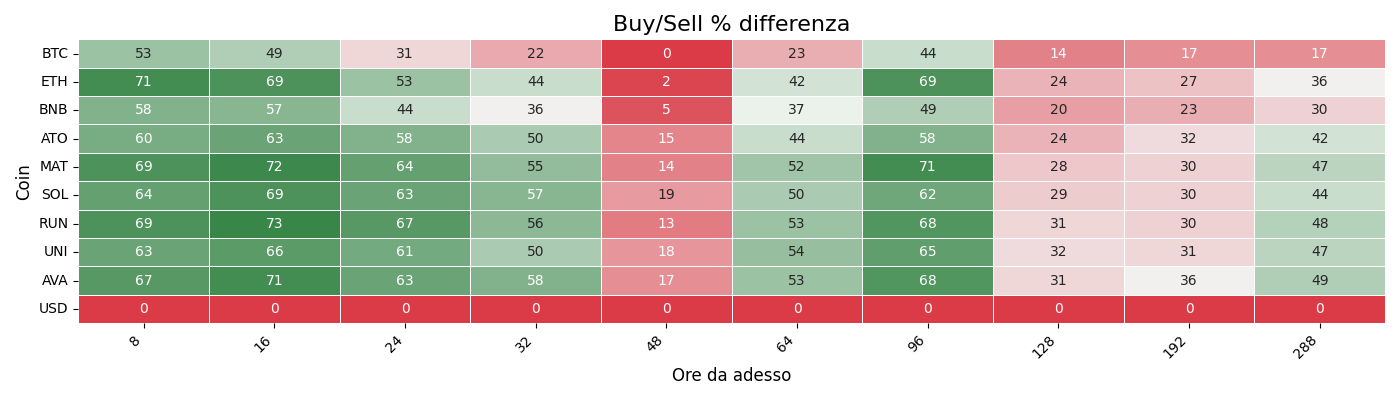 Buy/Sell % differenza
Coin
BTC 53 49 31 22 0 23 44 14 17 17
ETH 71 69 53 44 2 42 69 24 27 36
BNB 58 57 44 36 5 37 49 20 23 30
ATO 60 63 58 50 15 44 58 24 32 42
MAT 69 72 64 55 14 52 71 28 30 47
SOL 64 69 63 57 19 50 62 29 30 44
RUN 69 73 67 56 13 53 68 31 30 48
UNI 63 66 61 50 18 54 65 32 31 47
AVA 67 71 63 58 17 53 68 31 36 49
USD 0 0 0 0 0 0 0 0 0 0
8 16 24 32 48 64 96 128 192 288
Ore da adesso